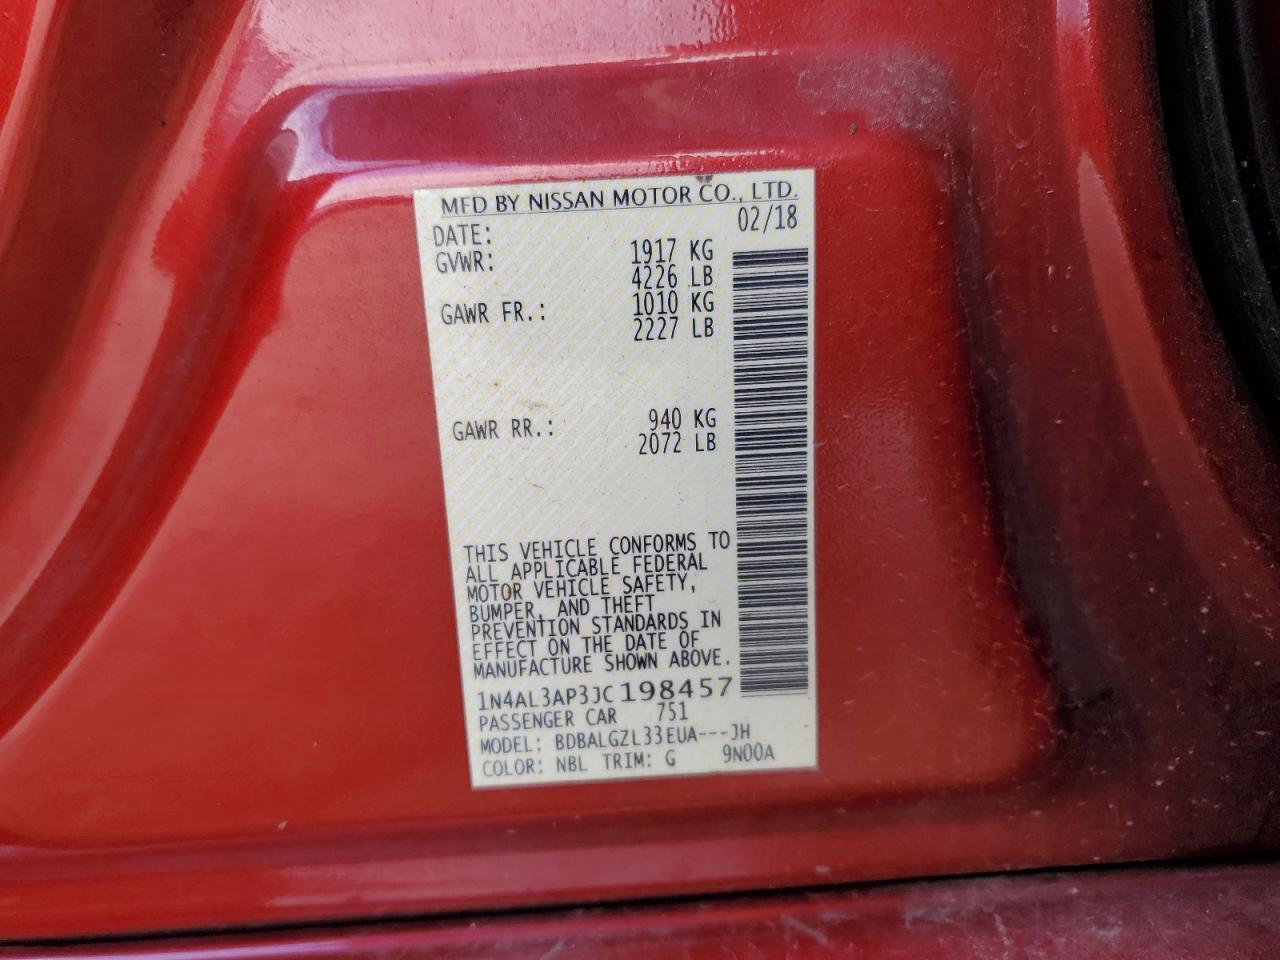 MFD BY NISSAN MOTOR CO., LTD.
DATE: 02/18
GVWR: 1917 KG
4226 LB
GAWR FR.: 1010 KG
2227 LB
GAWR RR.: 940 KG
2072 LB
THIS VEHICLE CONFORMS TO
ALL APPLICABLE FEDERAL
MOTOR VEHICLE SAFETY,
BUMPER, AND THEFT
PREVENTION STANDARDS IN
EFFECT ON THE DATE OF
MANUFACTURE SHOWN ABOVE.
1N4AL3AP3JC198457
PASSENGER CAR 751
MODEL: BDBALGZL33EUA---JH
COLOR: NBL TRIM: G 9N00A